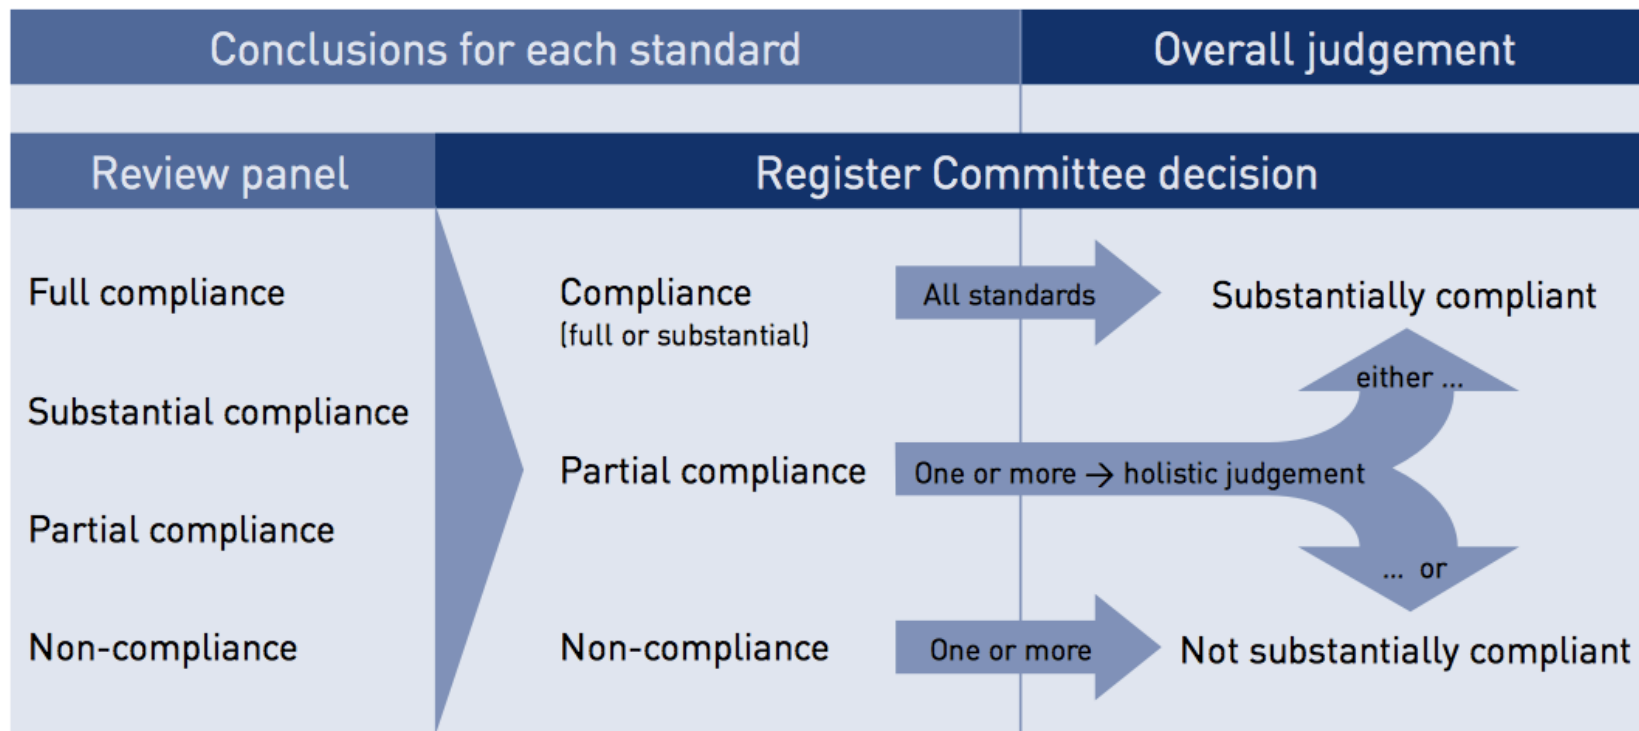 Conclusions for each standard
Overall judgement
Review panel
Register Committee decision
Full compliance
Substantial compliance
Partial compliance
Non-compliance
Compliance
(full or substantial)
Partial compliance
Non-compliance
All standards
One or more → holistic judgement
One or more
Substantially compliant
either ...
... or
Not substantially compliant